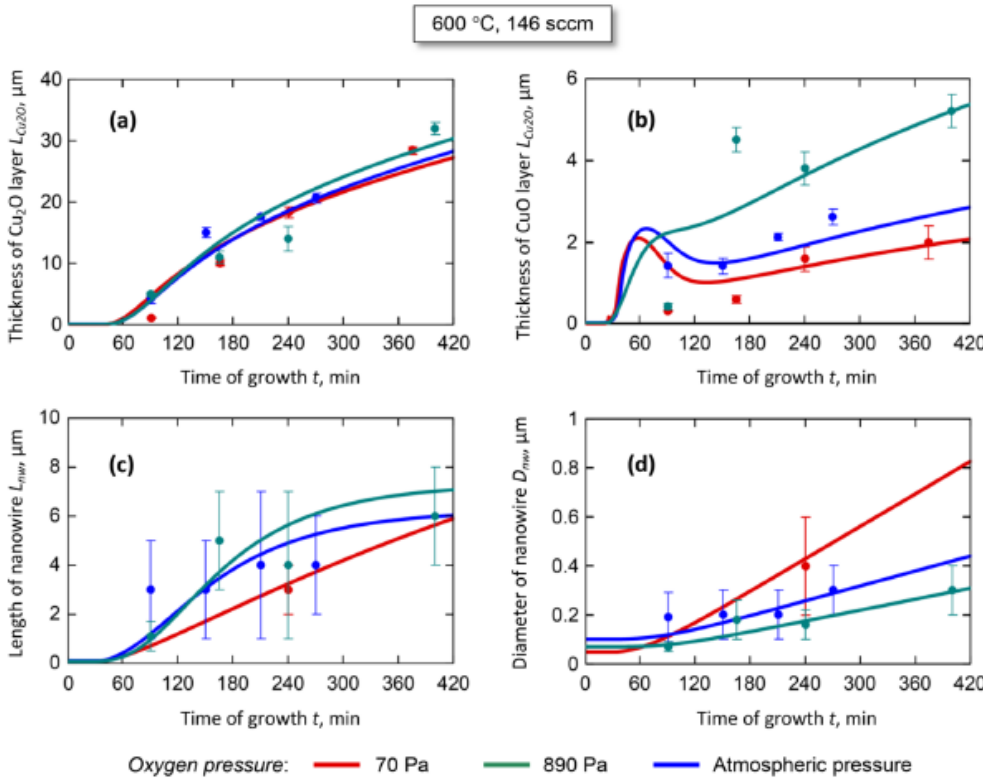 600 °C, 146 sccm
(a)
Thickness of Cu₂O layer L_Cu2O, μm
40
30
20
10
0
0 60 120 180 240 300 360 420
Time of growth t, min
(b)
Thickness of CuO layer L_Cu2O, μm
6
4
2
0
0 60 120 180 240 300 360 420
Time of growth t, min
(c)
Length of nanowire L_nw, μm
10
8
6
4
2
0
0 60 120 180 240 300 360 420
Time of growth t, min
(d)
Diameter of nanowire D_nw, μm
1
0.8
0.6
0.4
0.2
0
0 60 120 180 240 300 360 420
Time of growth t, min
Oxygen pressure: 70 Pa 890 Pa Atmospheric pressure